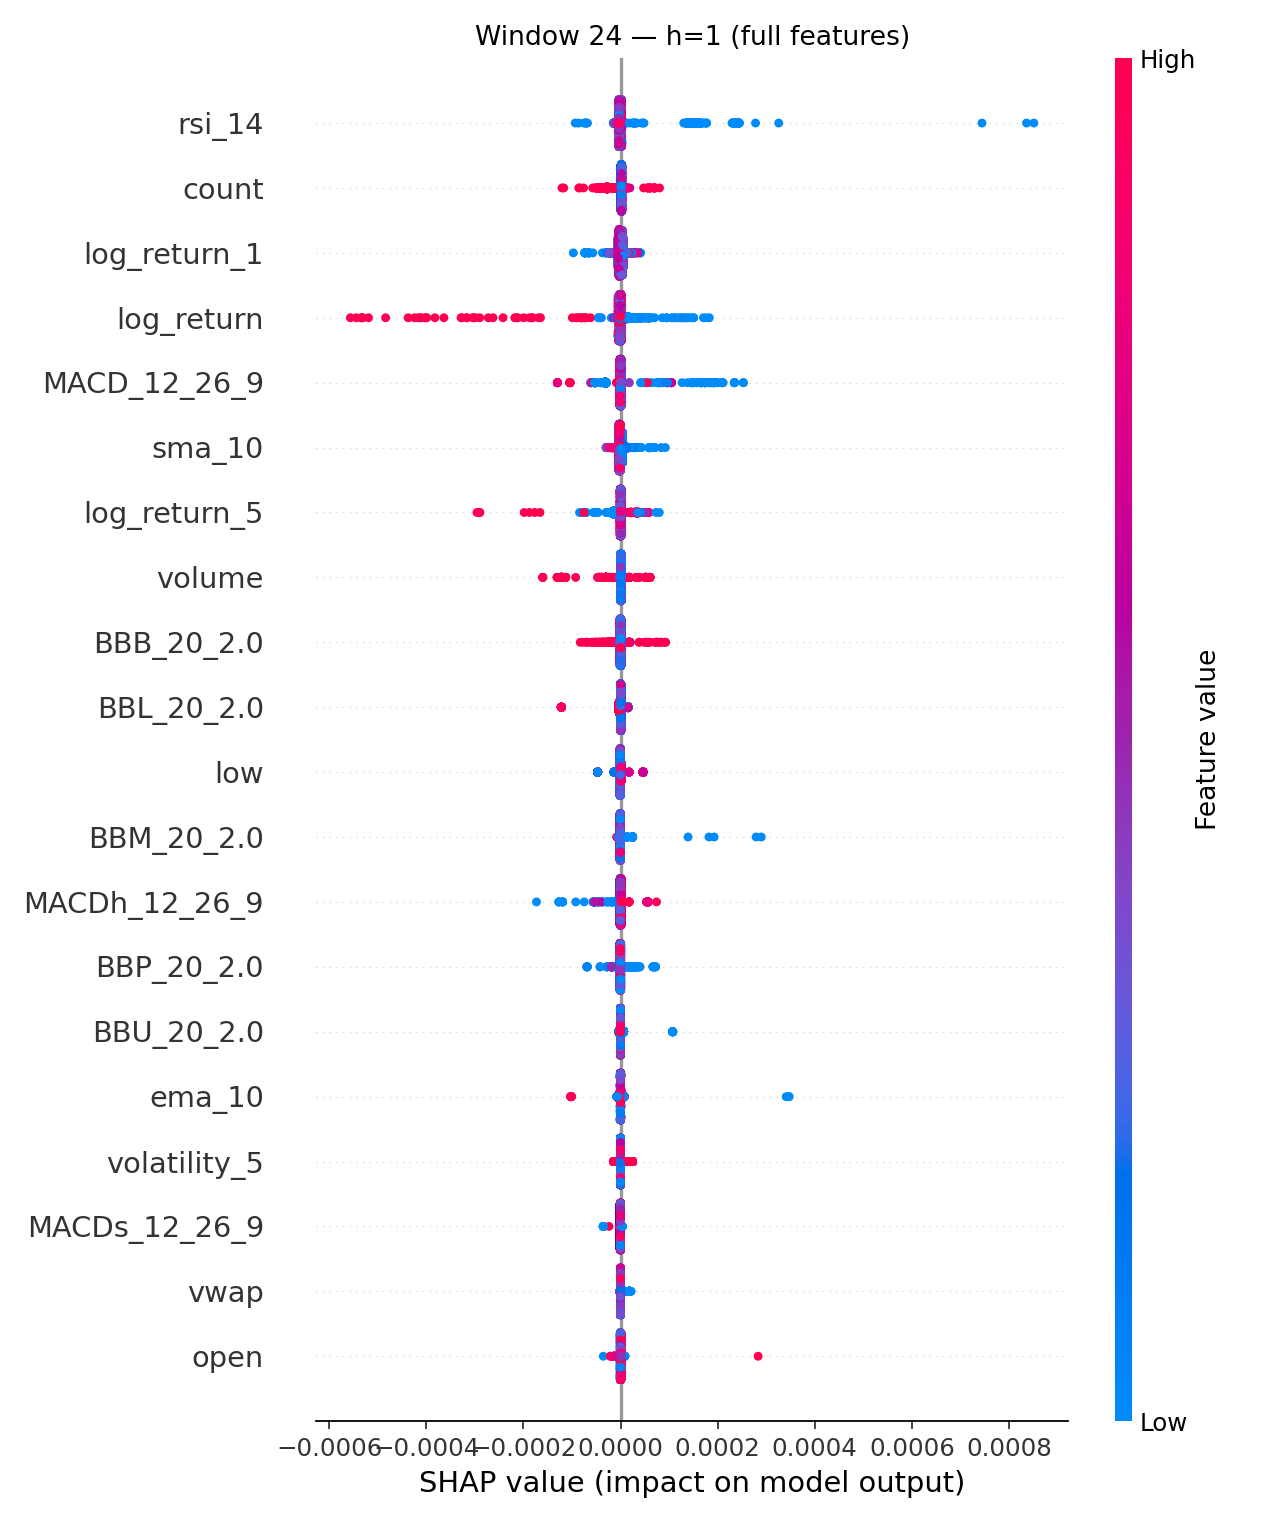 Window 24 — h=1 (full features)
High
rsi_14
count
log_return_1
log_return
MACD_12_26_9
sma_10
log_return_5
volume
BBB_20_2.0
BBL_20_2.0
low
BBM_20_2.0
MACDh_12_26_9
BBP_20_2.0
BBU_20_2.0
ema_10
volatility_5
MACDs_12_26_9
vwap
open
Feature value
Low
−0.0006 −0.0004 −0.0002 0.0000 0.0002 0.0004 0.0006 0.0008
SHAP value (impact on model output)